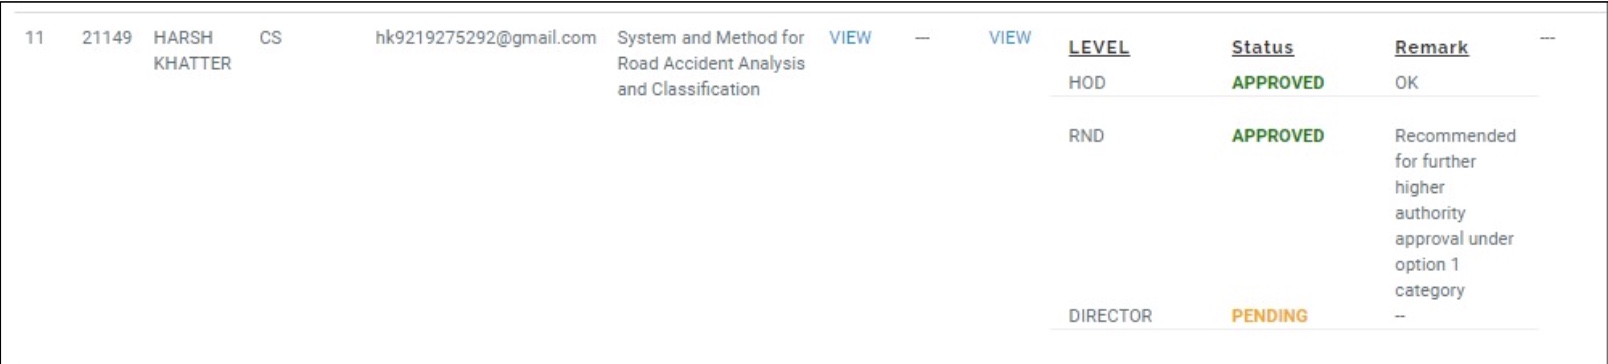 11 21149 HARSH KHATTER CS hk9219275292@gmail.com System and Method for Road Accident Analysis and Classification VIEW --- VIEW
LEVEL Status Remark ---
HOD APPROVED OK
RND APPROVED Recommended
for further
higher
authority
approval under
option 1
category
DIRECTOR PENDING --